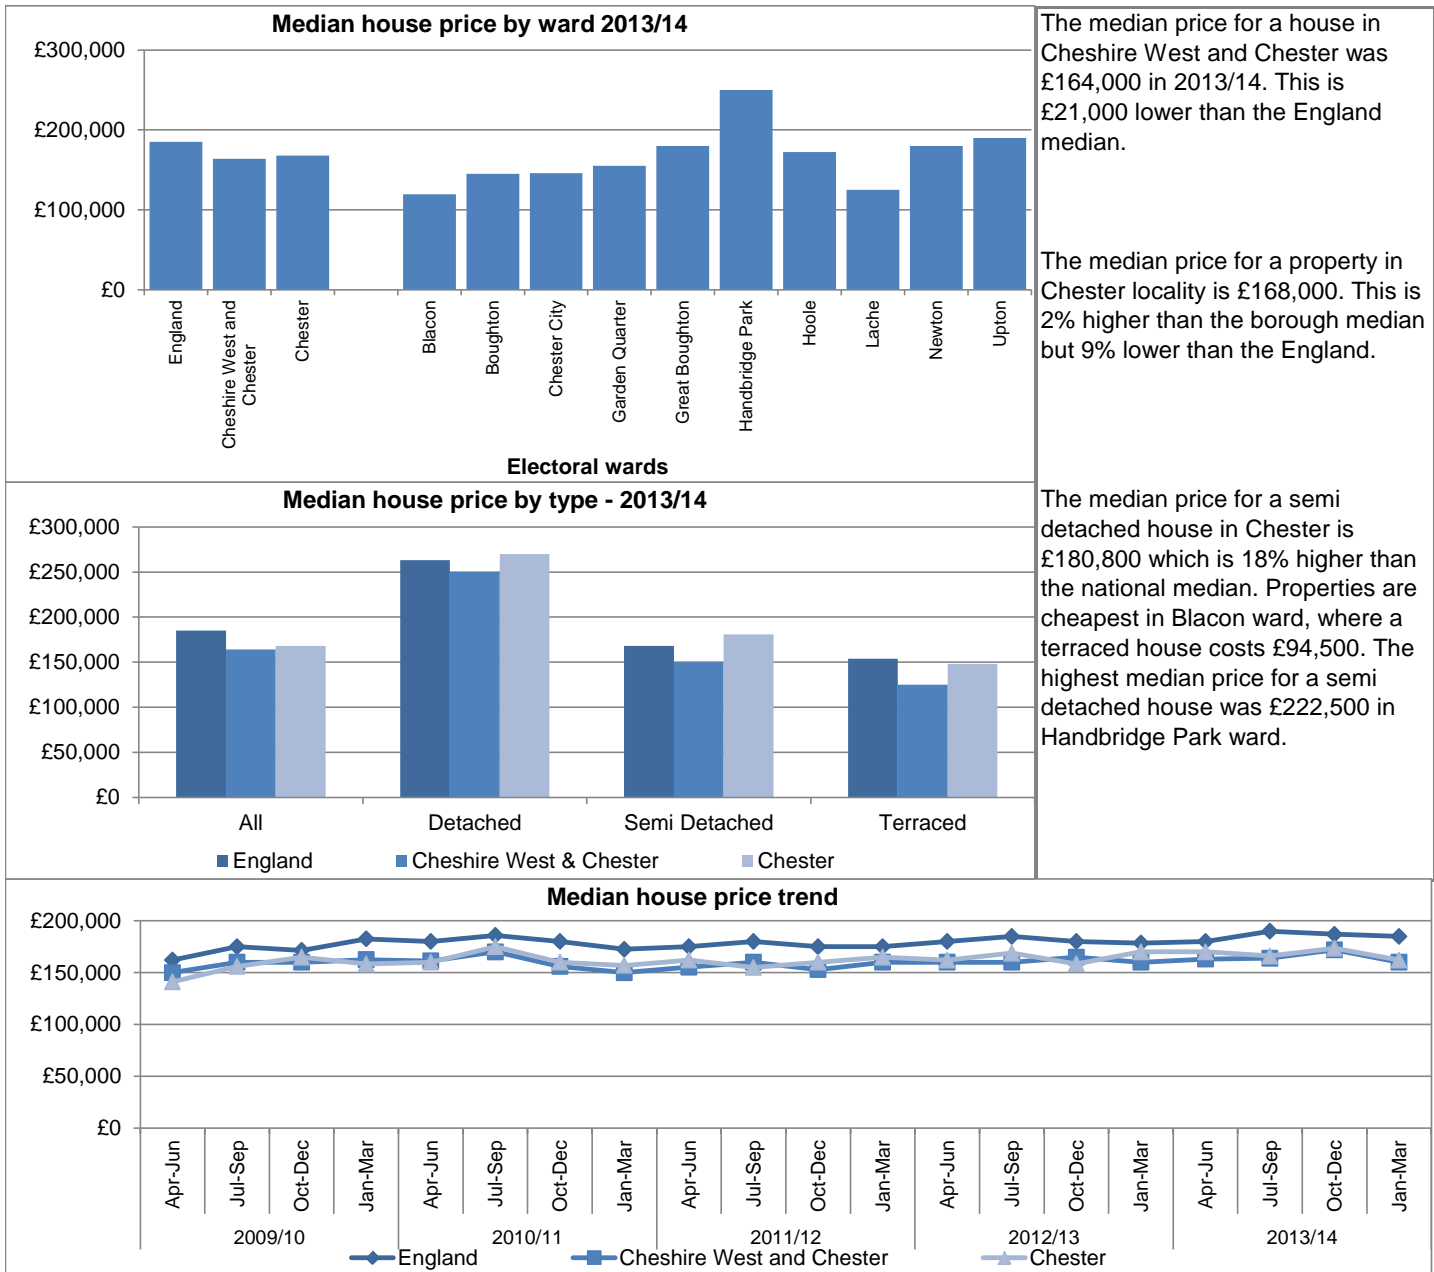 Median house price by ward 2013/14
£300,000
£200,000
£100,000
£0
England
Cheshire West and
Chester
Chester
Blacon
Boughton
Chester City
Garden Quarter
Great Boughton
Handbridge Park
Hoole
Lache
Newton
Upton
Electoral wards
The median price for a house in
Cheshire West and Chester was
£164,000 in 2013/14. This is
£21,000 lower than the England
median.
The median price for a property in
Chester locality is £168,000. This is
2% higher than the borough median
but 9% lower than the England.
Median house price by type - 2013/14
£300,000
£250,000
£200,000
£150,000
£100,000
£50,000
£0
All
Detached
Semi Detached
Terraced
England
Cheshire West & Chester
Chester
The median price for a semi
detached house in Chester is
£180,800 which is 18% higher than
the national median. Properties are
cheapest in Blacon ward, where a
terraced house costs £94,500. The
highest median price for a semi
detached house was £222,500 in
Handbridge Park ward.
Median house price trend
£200,000
£150,000
£100,000
£50,000
£0
Apr-Jun
Jul-Sep
Oct-Dec
Jan-Mar
Apr-Jun
Jul-Sep
Oct-Dec
Jan-Mar
Apr-Jun
Jul-Sep
Oct-Dec
Jan-Mar
Apr-Jun
Jul-Sep
Oct-Dec
Jan-Mar
Apr-Jun
Jul-Sep
Oct-Dec
Jan-Mar
2009/10
2010/11
2011/12
2012/13
2013/14
England
Cheshire West and Chester
Chester